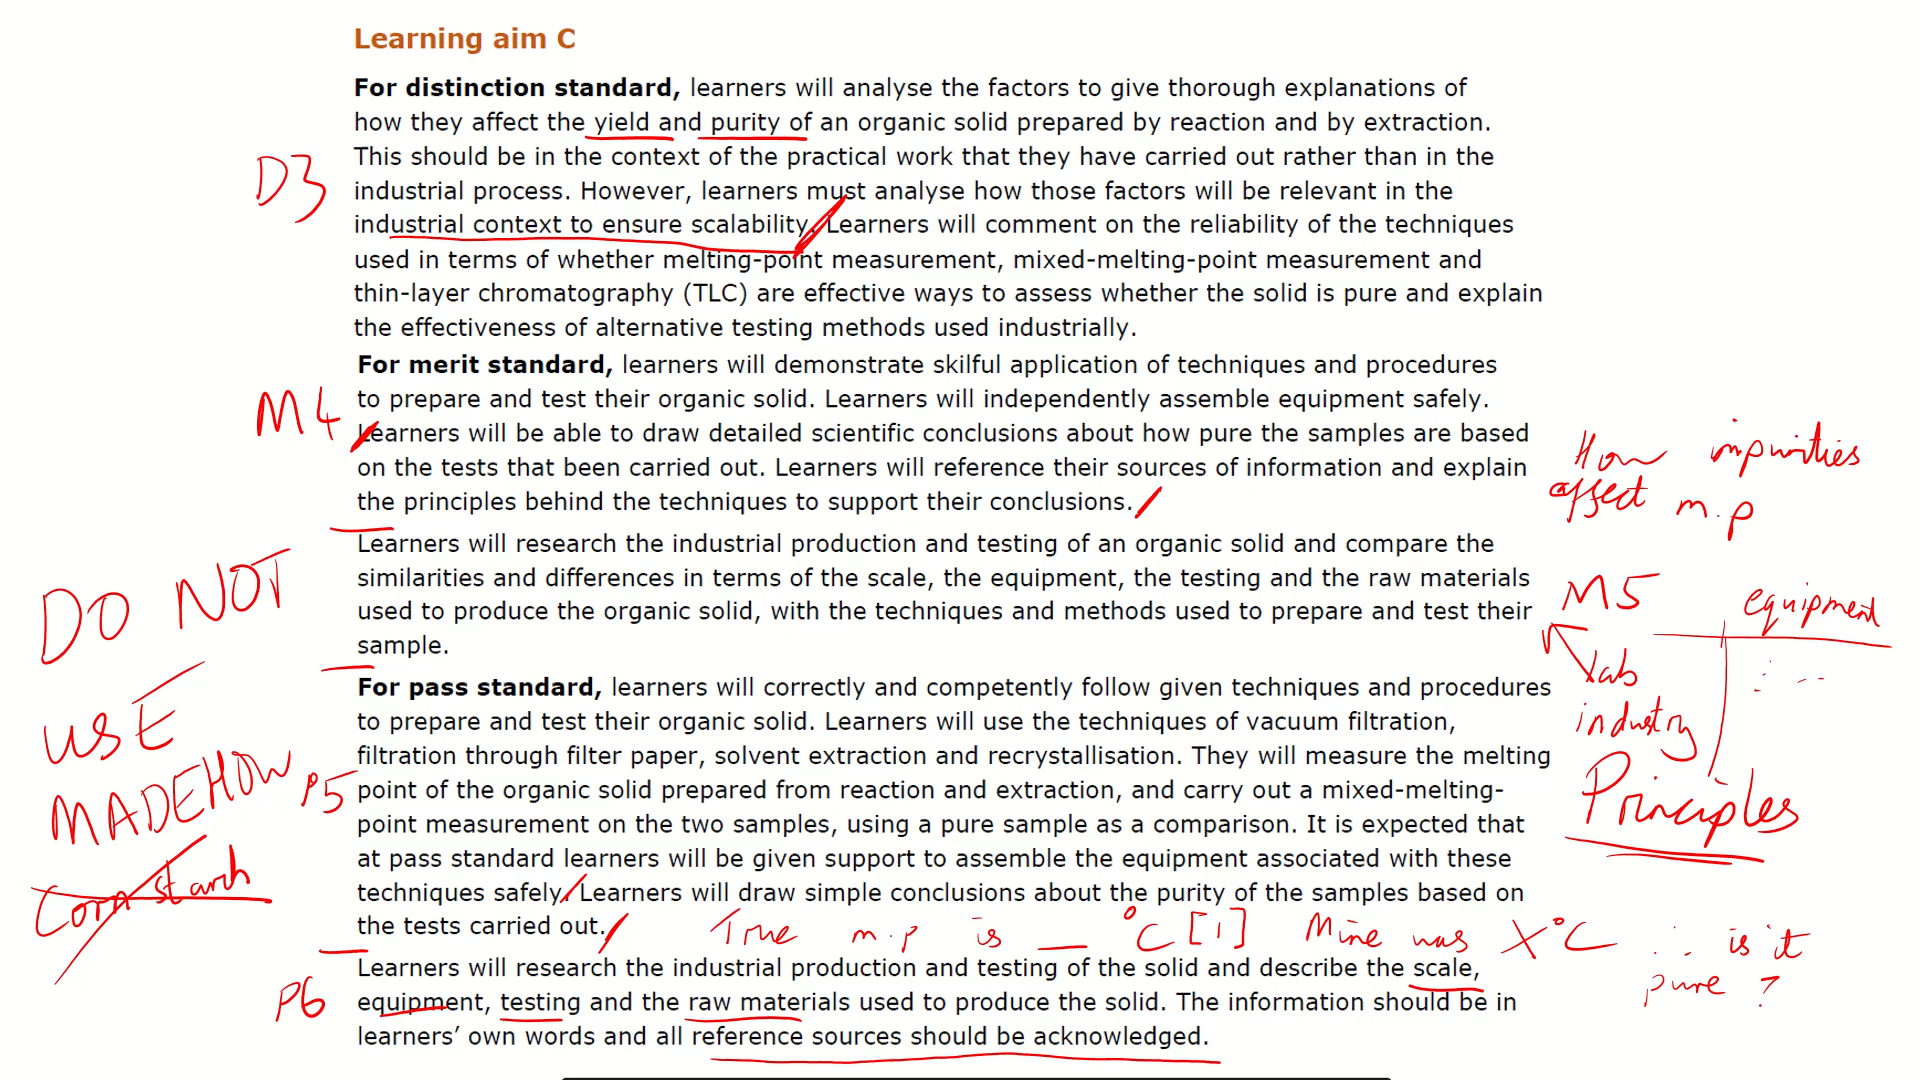 Learning aim C
For distinction standard, learners will analyse the factors to give thorough explanations of
how they affect the yield and purity of an organic solid prepared by reaction and by extraction.
This should be in the context of the practical work that they have carried out rather than in the
industrial process. However, learners must analyse how those factors will be relevant in the
industrial context to ensure scalability. Learners will comment on the reliability of the techniques
used in terms of whether melting-point measurement, mixed-melting-point measurement and
thin-layer chromatography (TLC) are effective ways to assess whether the solid is pure and explain
the effectiveness of alternative testing methods used industrially.
D3
For merit standard, learners will demonstrate skilful application of techniques and procedures
to prepare and test their organic solid. Learners will independently assemble equipment safely.
Learners will be able to draw detailed scientific conclusions about how pure the samples are based
on the tests that been carried out. Learners will reference their sources of information and explain
the principles behind the techniques to support their conclusions.
M4
How impurities
affect m.p
Learners will research the industrial production and testing of an organic solid and compare the
similarities and differences in terms of the scale, the equipment, the testing and the raw materials
used to produce the organic solid, with the techniques and methods used to prepare and test their
sample.
M5
equipment
lab
industry
Principles
DO NOT
USE
MADEHOW
Corn starch
For pass standard, learners will correctly and competently follow given techniques and procedures
to prepare and test their organic solid. Learners will use the techniques of vacuum filtration,
filtration through filter paper, solvent extraction and recrystallisation. They will measure the melting
point of the organic solid prepared from reaction and extraction, and carry out a mixed-melting-
point measurement on the two samples, using a pure sample as a comparison. It is expected that
at pass standard learners will be given support to assemble the equipment associated with these
techniques safely. Learners will draw simple conclusions about the purity of the samples based on
the tests carried out.
P5
True m.p is __ °C [1] Mine was X°C ∴ is it
pure ?
Learners will research the industrial production and testing of the solid and describe the scale,
equipment, testing and the raw materials used to produce the solid. The information should be in
learners’ own words and all reference sources should be acknowledged.
P6